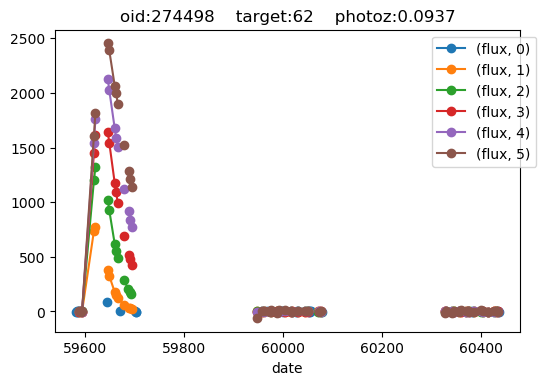 oid:274498    target:62    photoz:0.0937
2500
2000
1500
1000
500
0
59600
59800
60000
60200
60400
date
(flux, 0)
(flux, 1)
(flux, 2)
(flux, 3)
(flux, 4)
(flux, 5)